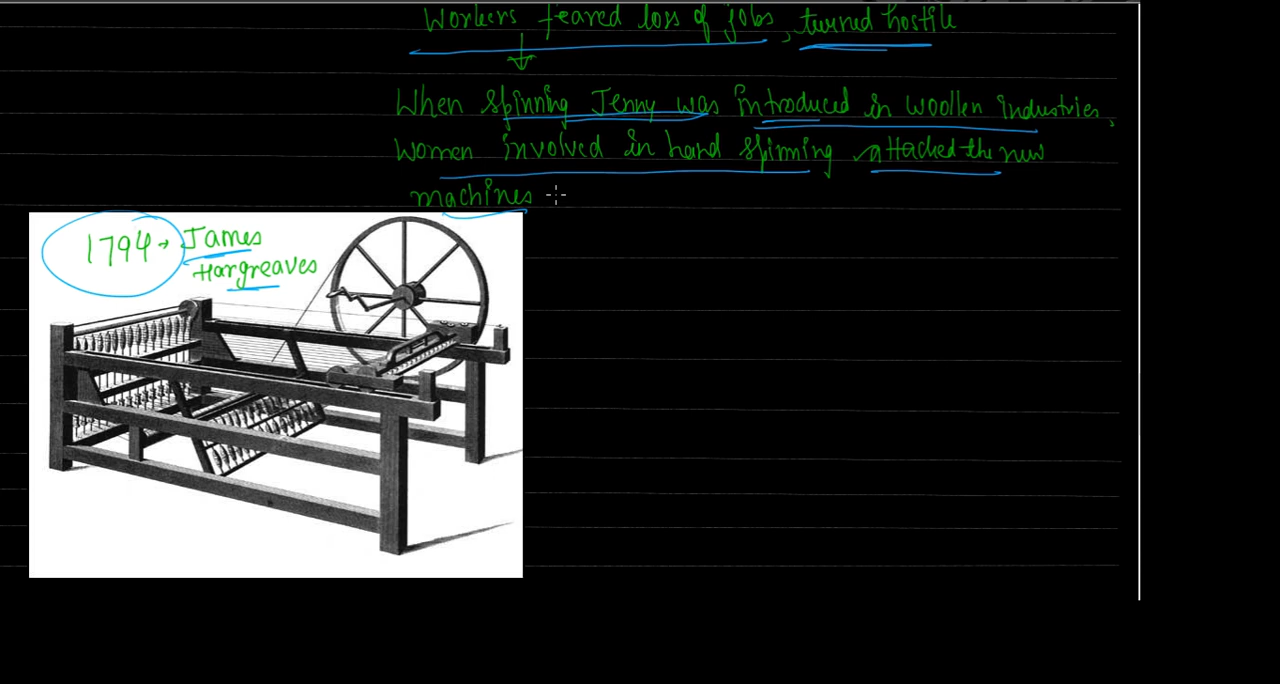 Workers feared loss of jobs, turned hostile
When spinning Jenny was introduced in woollen industries,
Women involved in hand spinning attacked the new
machines
1794 → James
Hargreaves